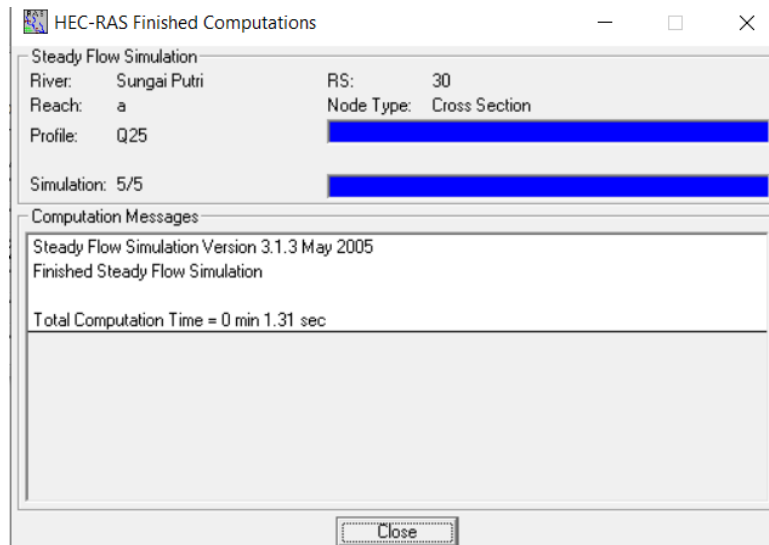 HEC-RAS Finished Computations
Steady Flow Simulation
River: Sungai Putri RS: 30
Reach: a Node Type: Cross Section
Profile: Q25
Simulation: 5/5
Computation Messages
Steady Flow Simulation Version 3.1.3 May 2005
Finished Steady Flow Simulation
Total Computation Time = 0 min 1.31 sec
Close